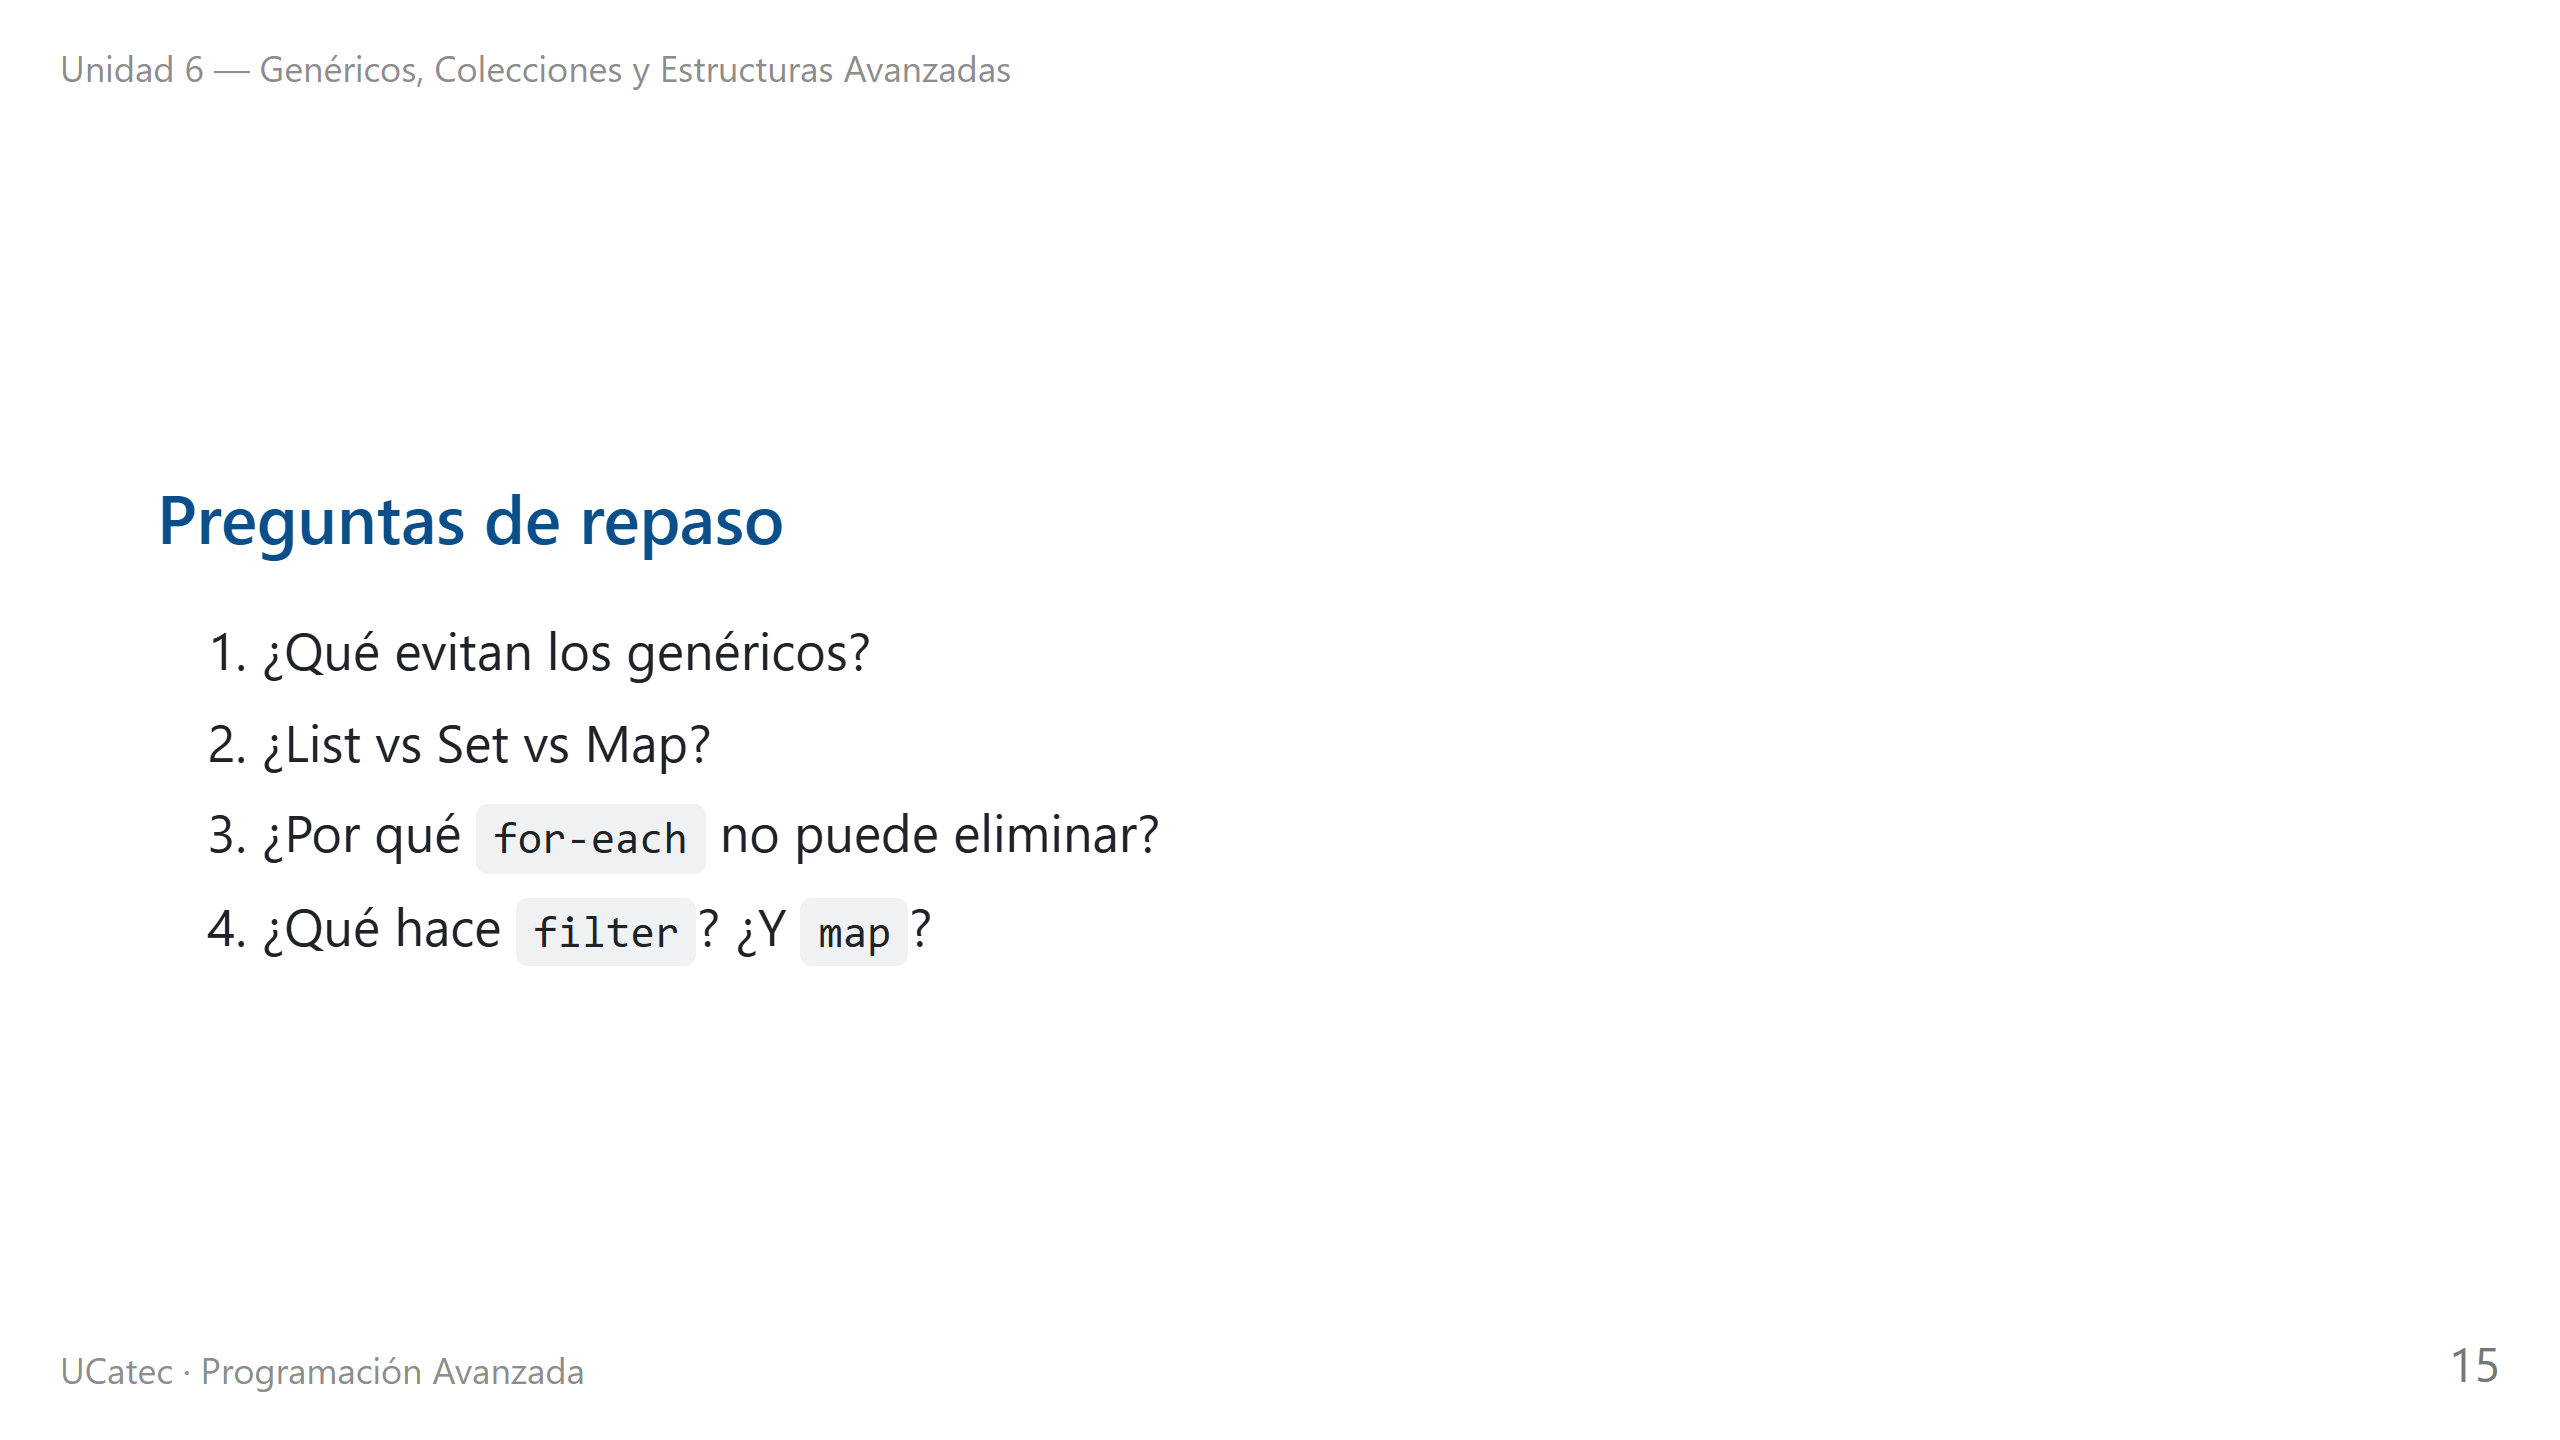 Unidad 6 — Genéricos, Colecciones y Estructuras Avanzadas
Preguntas de repaso
1. ¿Qué evitan los genéricos?
2. ¿List vs Set vs Map?
3. ¿Por qué for-each no puede eliminar?
4. ¿Qué hace filter? ¿Y map?
UCatec · Programación Avanzada
15